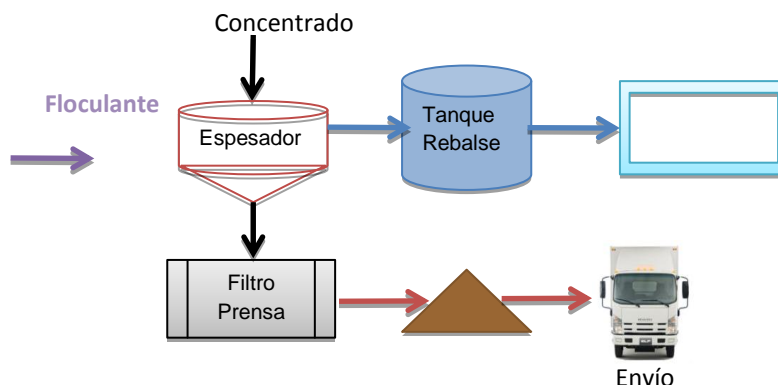 Concentrado
Floculante
Espesador
Tanque
Rebalse
Filtro
Prensa
Envío